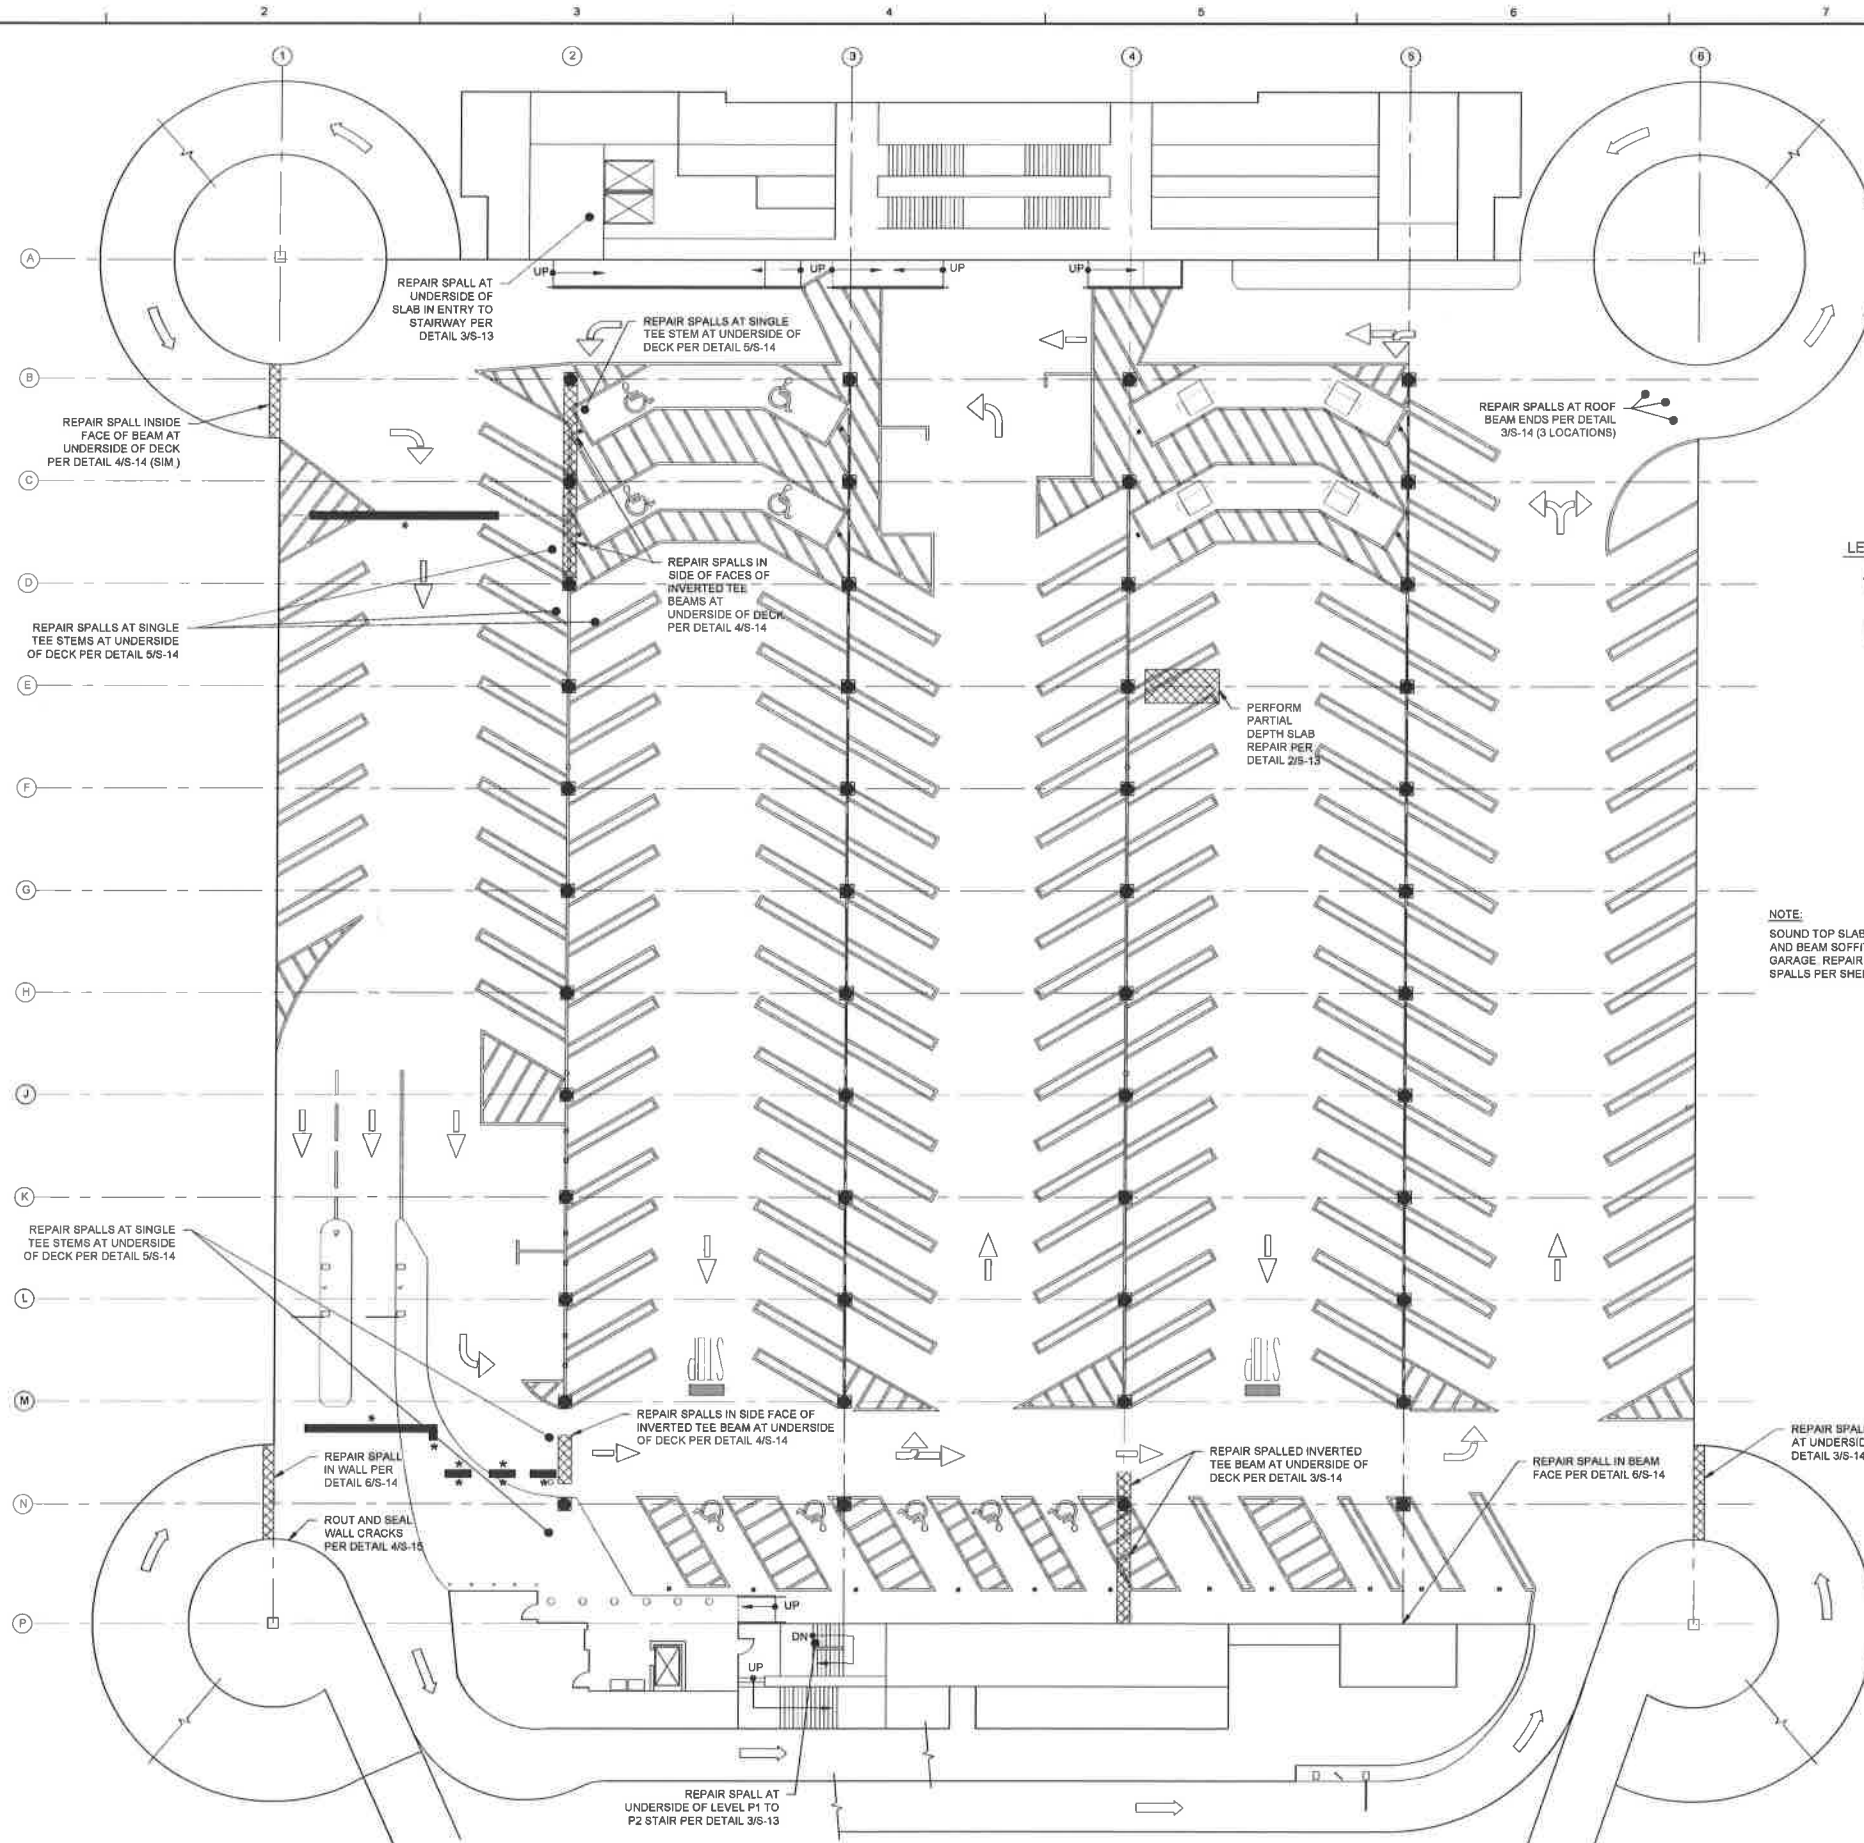 2 3 4 5 6 7
1 2 3 4 5 6
A
UP UP UP UP
REPAIR SPALL AT
UNDERSIDE OF
SLAB IN ENTRY TO
STAIRWAY PER
DETAIL 3/S-13
REPAIR SPALLS AT SINGLE
TEE STEM AT UNDERSIDE OF
DECK PER DETAIL 5/S-14
B
REPAIR SPALL INSIDE
FACE OF BEAM AT
UNDERSIDE OF DECK
PER DETAIL 4/S-14 (SIM.)
REPAIR SPALLS AT ROOF
BEAM ENDS PER DETAIL
3/S-14 (3 LOCATIONS)
C
*
LE
REPAIR SPALLS IN
SIDE OF FACES OF
INVERTED TEE
BEAMS AT
UNDERSIDE OF DECK
PER DETAIL 4/S-14
D
REPAIR SPALLS AT SINGLE
TEE STEMS AT UNDERSIDE
OF DECK PER DETAIL 5/S-14
E
PERFORM
PARTIAL
DEPTH SLAB
REPAIR PER
DETAIL 2/S-13
F
G
NOTE:
SOUND TOP SLAB
AND BEAM SOFFI
GARAGE. REPAIR
SPALLS PER SHE
H
J
K
REPAIR SPALLS AT SINGLE
TEE STEMS AT UNDERSIDE
OF DECK PER DETAIL 5/S-14
L
STOP STOP
M
*
REPAIR SPALLS IN SIDE FACE OF
INVERTED TEE BEAM AT UNDERSIDE
OF DECK PER DETAIL 4/S-14
REPAIR SPALL
IN WALL PER
DETAIL 6/S-14
* * *
* * *
REPAIR SPALLED INVERTED
TEE BEAM AT UNDERSIDE OF
DECK PER DETAIL 3/S-14
REPAIR SPALL IN BEAM
FACE PER DETAIL 6/S-14
REPAIR SPAL
AT UNDERSID
DETAIL 3/S-14
N
ROUT AND SEAL
WALL CRACKS
PER DETAIL 4/S-15
UP
P
DN
UP
REPAIR SPALL AT
UNDERSIDE OF LEVEL P1 TO
P2 STAIR PER DETAIL 3/S-13